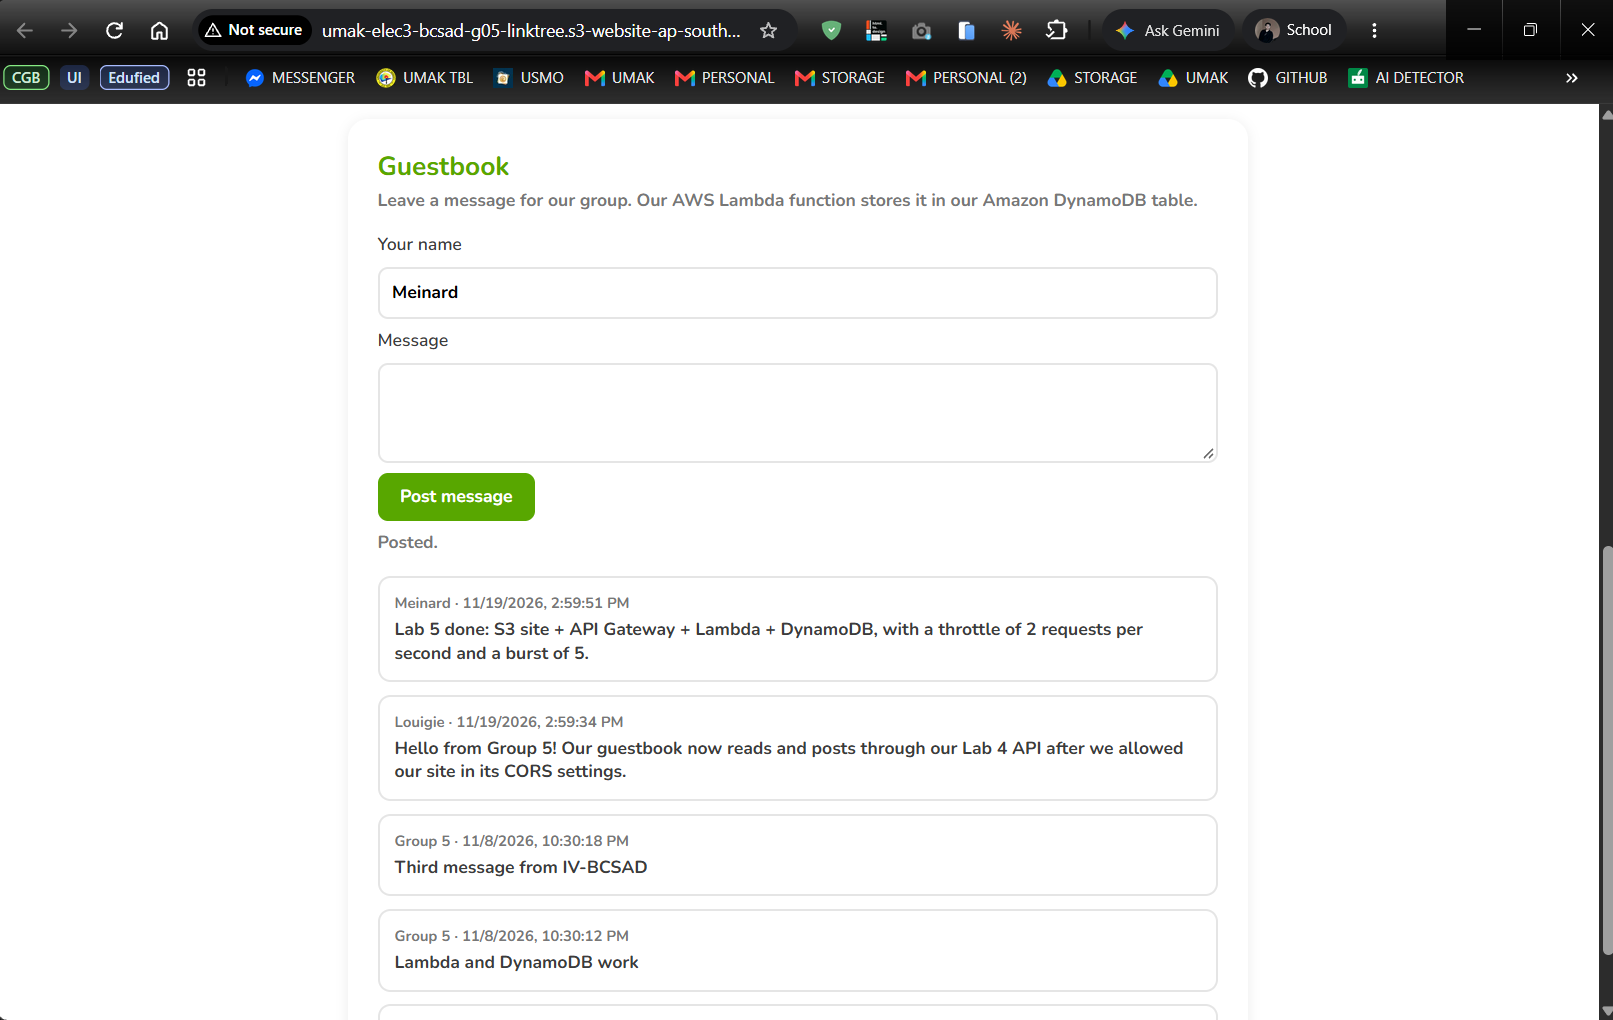 Not secure
umak-elec3-bcsad-g05-linktree.s3-website-ap-south...
Ask Gemini
School
CGB
UI
Edufied
MESSENGER
UMAK TBL
USMO
UMAK
PERSONAL
STORAGE
PERSONAL (2)
STORAGE
UMAK
GITHUB
AI DETECTOR
Guestbook
Leave a message for our group. Our AWS Lambda function stores it in our Amazon DynamoDB table.
Your name
Meinard
Message
Post message
Posted.
Meinard · 11/19/2026, 2:59:51 PM
Lab 5 done: S3 site + API Gateway + Lambda + DynamoDB, with a throttle of 2 requests per
second and a burst of 5.
Louigie · 11/19/2026, 2:59:34 PM
Hello from Group 5! Our guestbook now reads and posts through our Lab 4 API after we allowed
our site in its CORS settings.
Group 5 · 11/8/2026, 10:30:18 PM
Third message from IV-BCSAD
Group 5 · 11/8/2026, 10:30:12 PM
Lambda and DynamoDB work